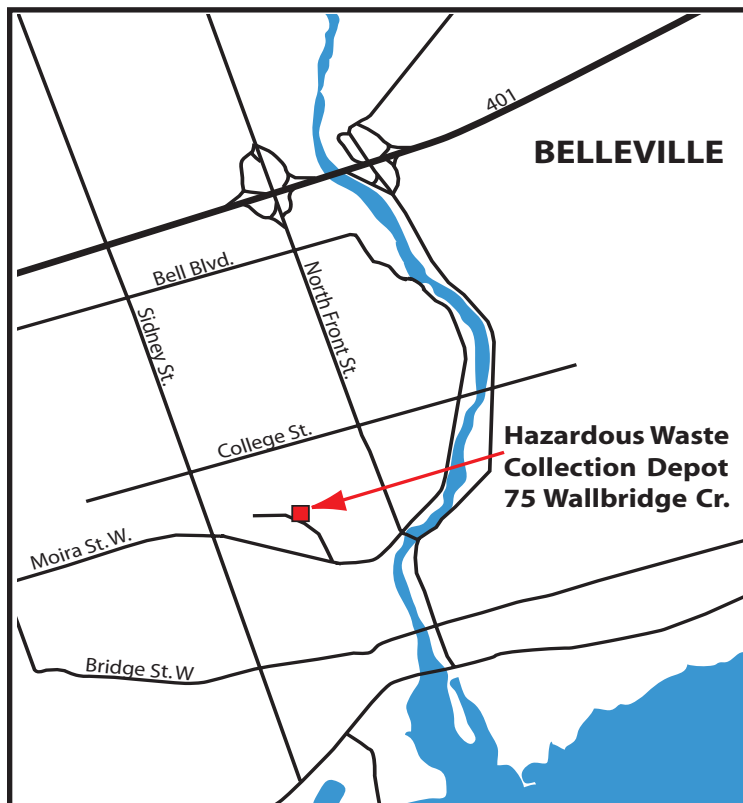 401
BELLEVILLE
Bell Blvd.
North Front St.
Sidney St.
College St.
Hazardous Waste
Collection Depot
75 Wallbridge Cr.
Moira St. W.
Bridge St. W